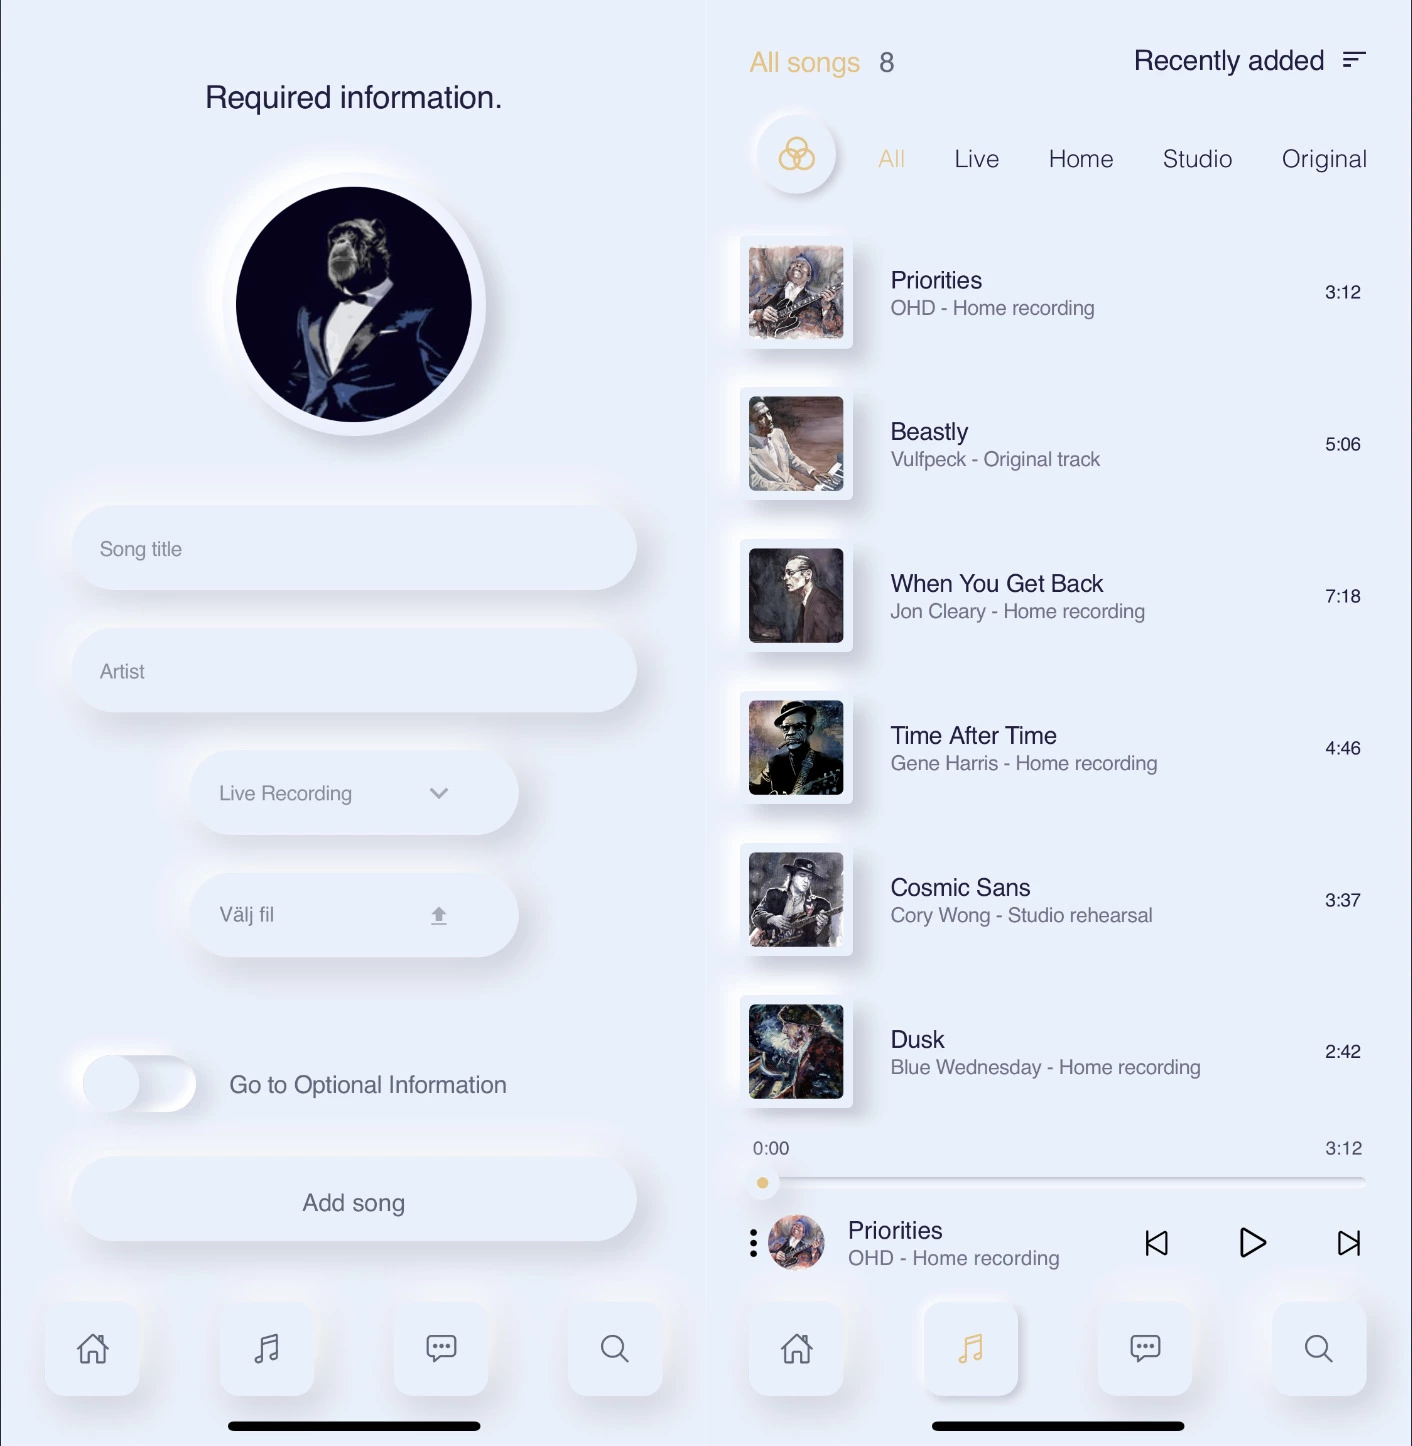 Required information.
Song title
Artist
Live Recording
Välj fil
Go to Optional Information
Add song
All songs 8
Recently added
All Live Home Studio Original
Priorities
OHD - Home recording
3:12
Beastly
Vulfpeck - Original track
5:06
When You Get Back
Jon Cleary - Home recording
7:18
Time After Time
Gene Harris - Home recording
4:46
Cosmic Sans
Cory Wong - Studio rehearsal
3:37
Dusk
Blue Wednesday - Home recording
2:42
0:00 3:12
Priorities
OHD - Home recording